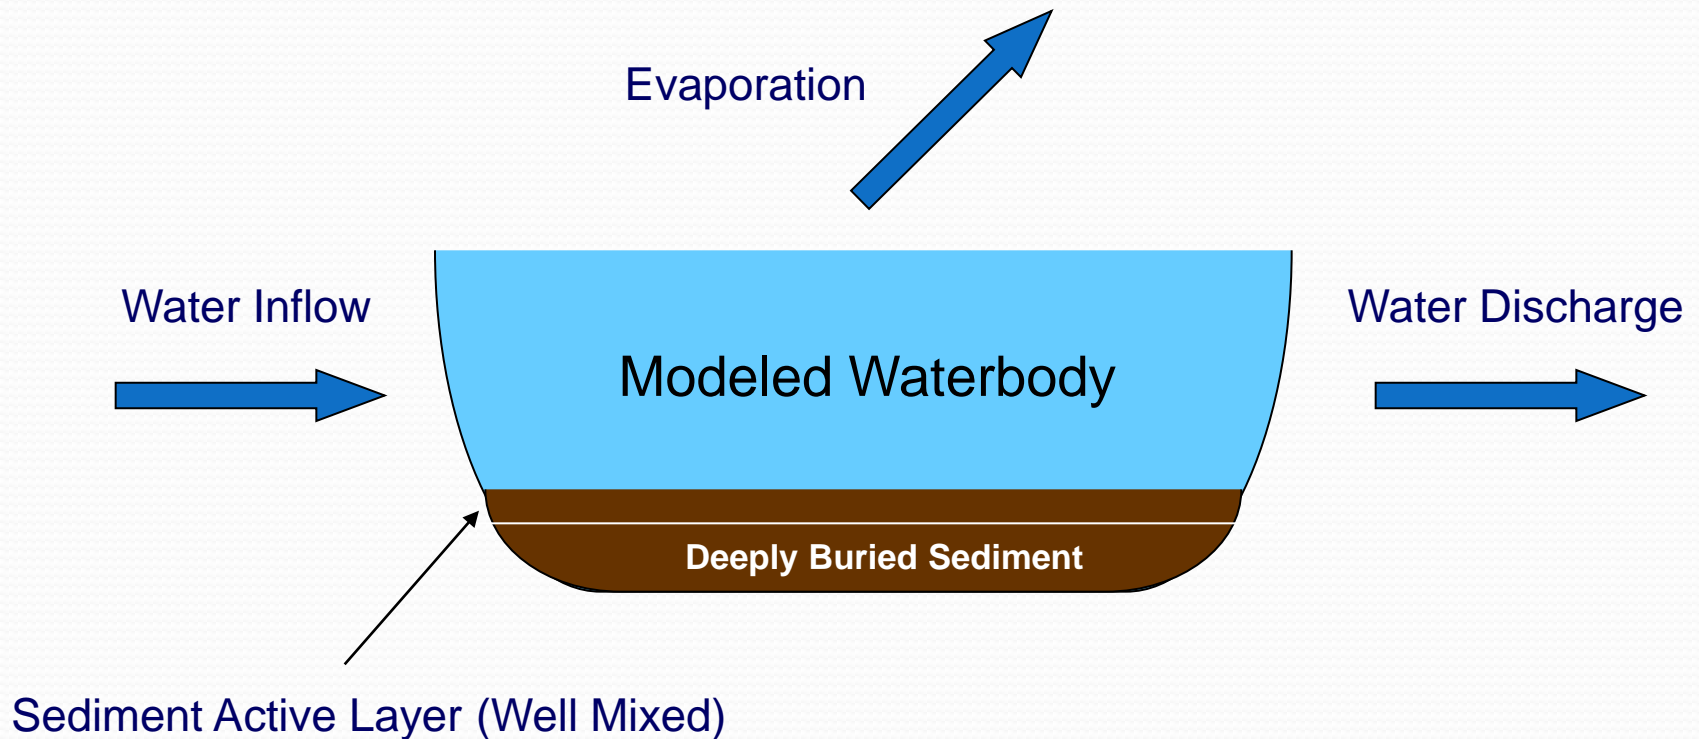 Evaporation
Water Inflow
Water Discharge
Modeled Waterbody
Deeply Buried Sediment
Sediment Active Layer (Well Mixed)